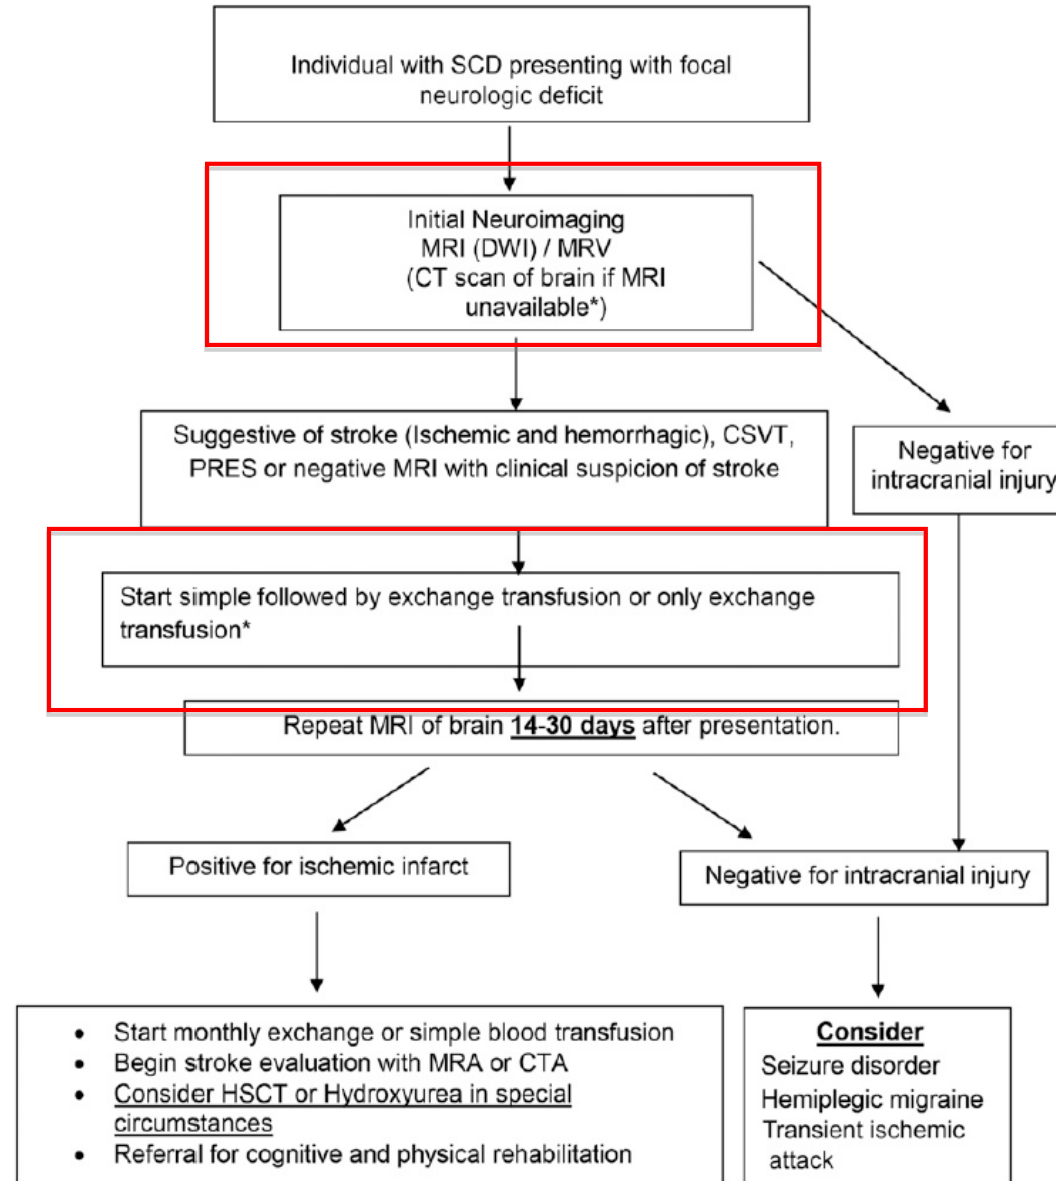 Individual with SCD presenting with focal
neurologic deficit
Initial Neuroimaging
MRI (DWI) / MRV
(CT scan of brain if MRI
unavailable*)
Suggestive of stroke (Ischemic and hemorrhagic), CSVT,
PRES or negative MRI with clinical suspicion of stroke
Negative for
intracranial injury
Start simple followed by exchange transfusion or only exchange
transfusion*
Repeat MRI of brain 14-30 days after presentation.
Positive for ischemic infarct
Negative for intracranial injury
• Start monthly exchange or simple blood transfusion
• Begin stroke evaluation with MRA or CTA
• Consider HSCT or Hydroxyurea in special
circumstances
• Referral for cognitive and physical rehabilitation
Consider
Seizure disorder
Hemiplegic migraine
Transient ischemic
attack